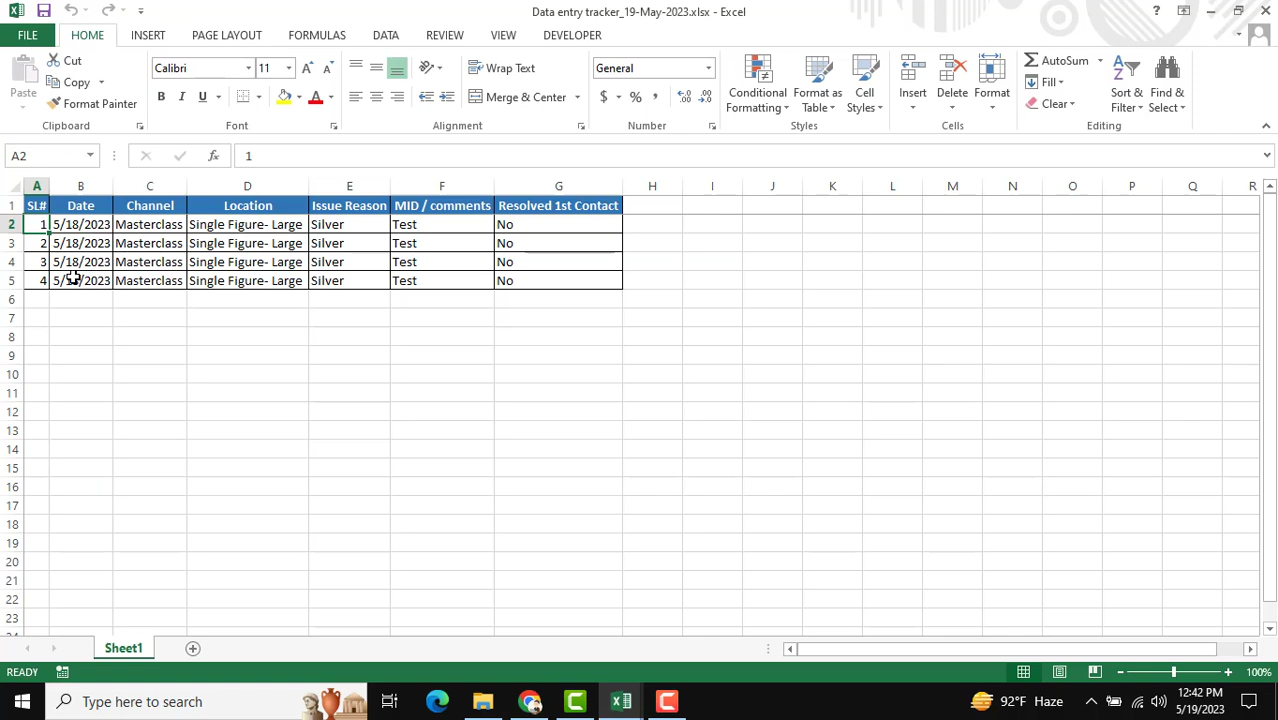 Data entry tracker_19-May-2023.xlsx - Excel
FILE HOME INSERT PAGE LAYOUT FORMULAS DATA REVIEW VIEW DEVELOPER
Paste
Cut
Copy
Format Painter
Clipboard
Calibri 11
B I U
Font
Wrap Text
Merge & Center
Alignment
General
$ % ,
Number
Conditional Formatting
Format as Table
Cell Styles
Styles
Insert
Delete
Format
Cells
AutoSum
Fill
Clear
Sort & Filter
Find & Select
Editing
A2 fx 1
A B C D E F G H I J K L M N O P Q R
1 SL# Date Channel Location Issue Reason MID / comments Resolved 1st Contact
2 1 5/18/2023 Masterclass Single Figure- Large Silver Test No
3 2 5/18/2023 Masterclass Single Figure- Large Silver Test No
4 3 5/18/2023 Masterclass Single Figure- Large Silver Test No
5 4 5/18/2023 Masterclass Single Figure- Large Silver Test No
6
7
8
9
10
11
12
13
14
15
16
17
18
19
20
21
22
23
Sheet1
READY 100%
Type here to search
92°F Haze
12:42 PM
5/19/2023